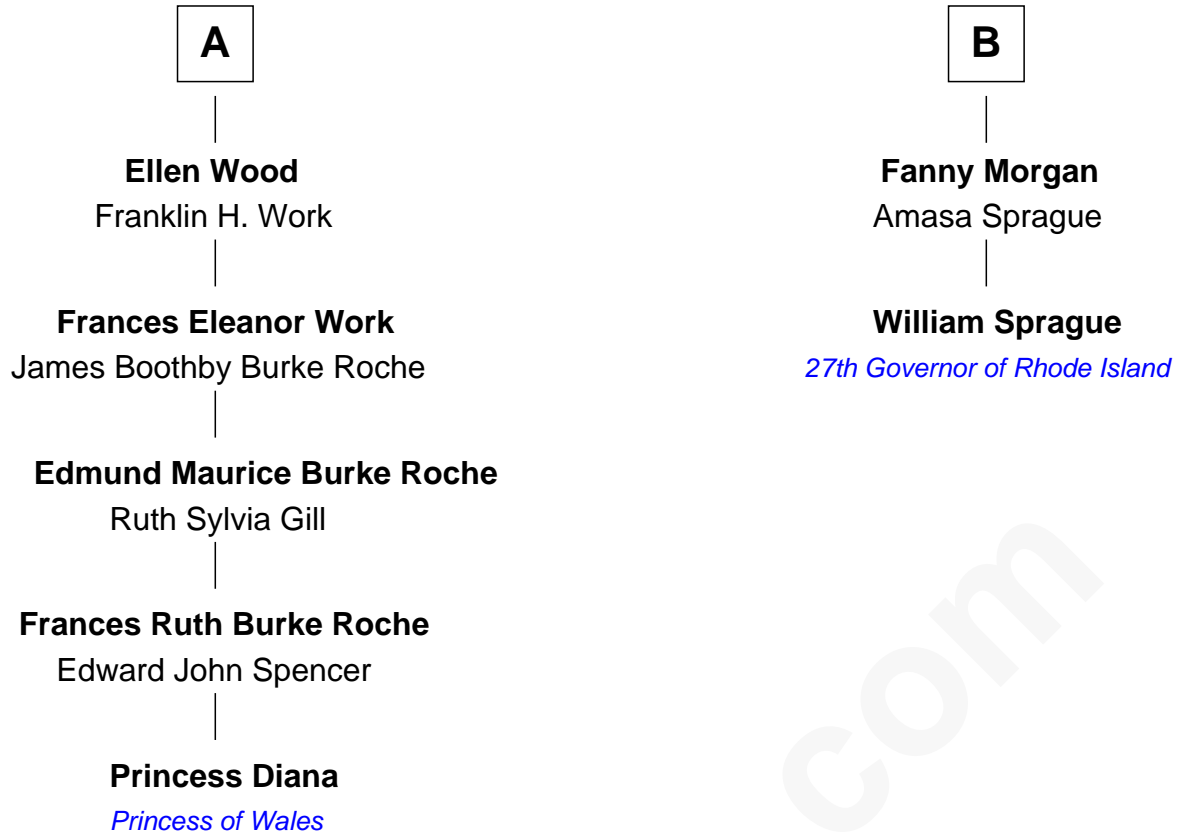 A
Ellen Wood
Franklin H. Work
Frances Eleanor Work
James Boothby Burke Roche
Edmund Maurice Burke Roche
Ruth Sylvia Gill
Frances Ruth Burke Roche
Edward John Spencer
Princess Diana
Princess of Wales
B
Fanny Morgan
Amasa Sprague
William Sprague
27th Governor of Rhode Island
com